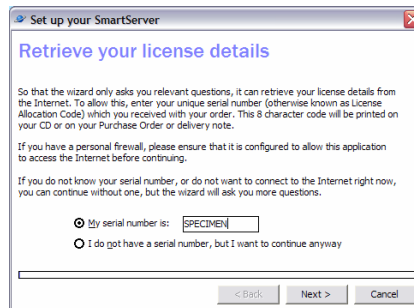 Set up your SmartServer
Retrieve your license details
So that the wizard only asks you relevant questions, it can retrieve your license details from
the Internet. To allow this, enter your unique serial number (otherwise known as License
Allocation Code) which you received with your order. This 8 character code will be printed on
your CD or on your Purchase Order or delivery note.
If you have a personal firewall, please ensure that it is configured to allow this application
to access the Internet before continuing.
If you do not know your serial number, or do not want to connect to the Internet right now,
you can continue without one, but the wizard will ask you more questions.
My serial number is: SPECIMEN
I do not have a serial number, but I want to continue anyway
< Back Next > Cancel